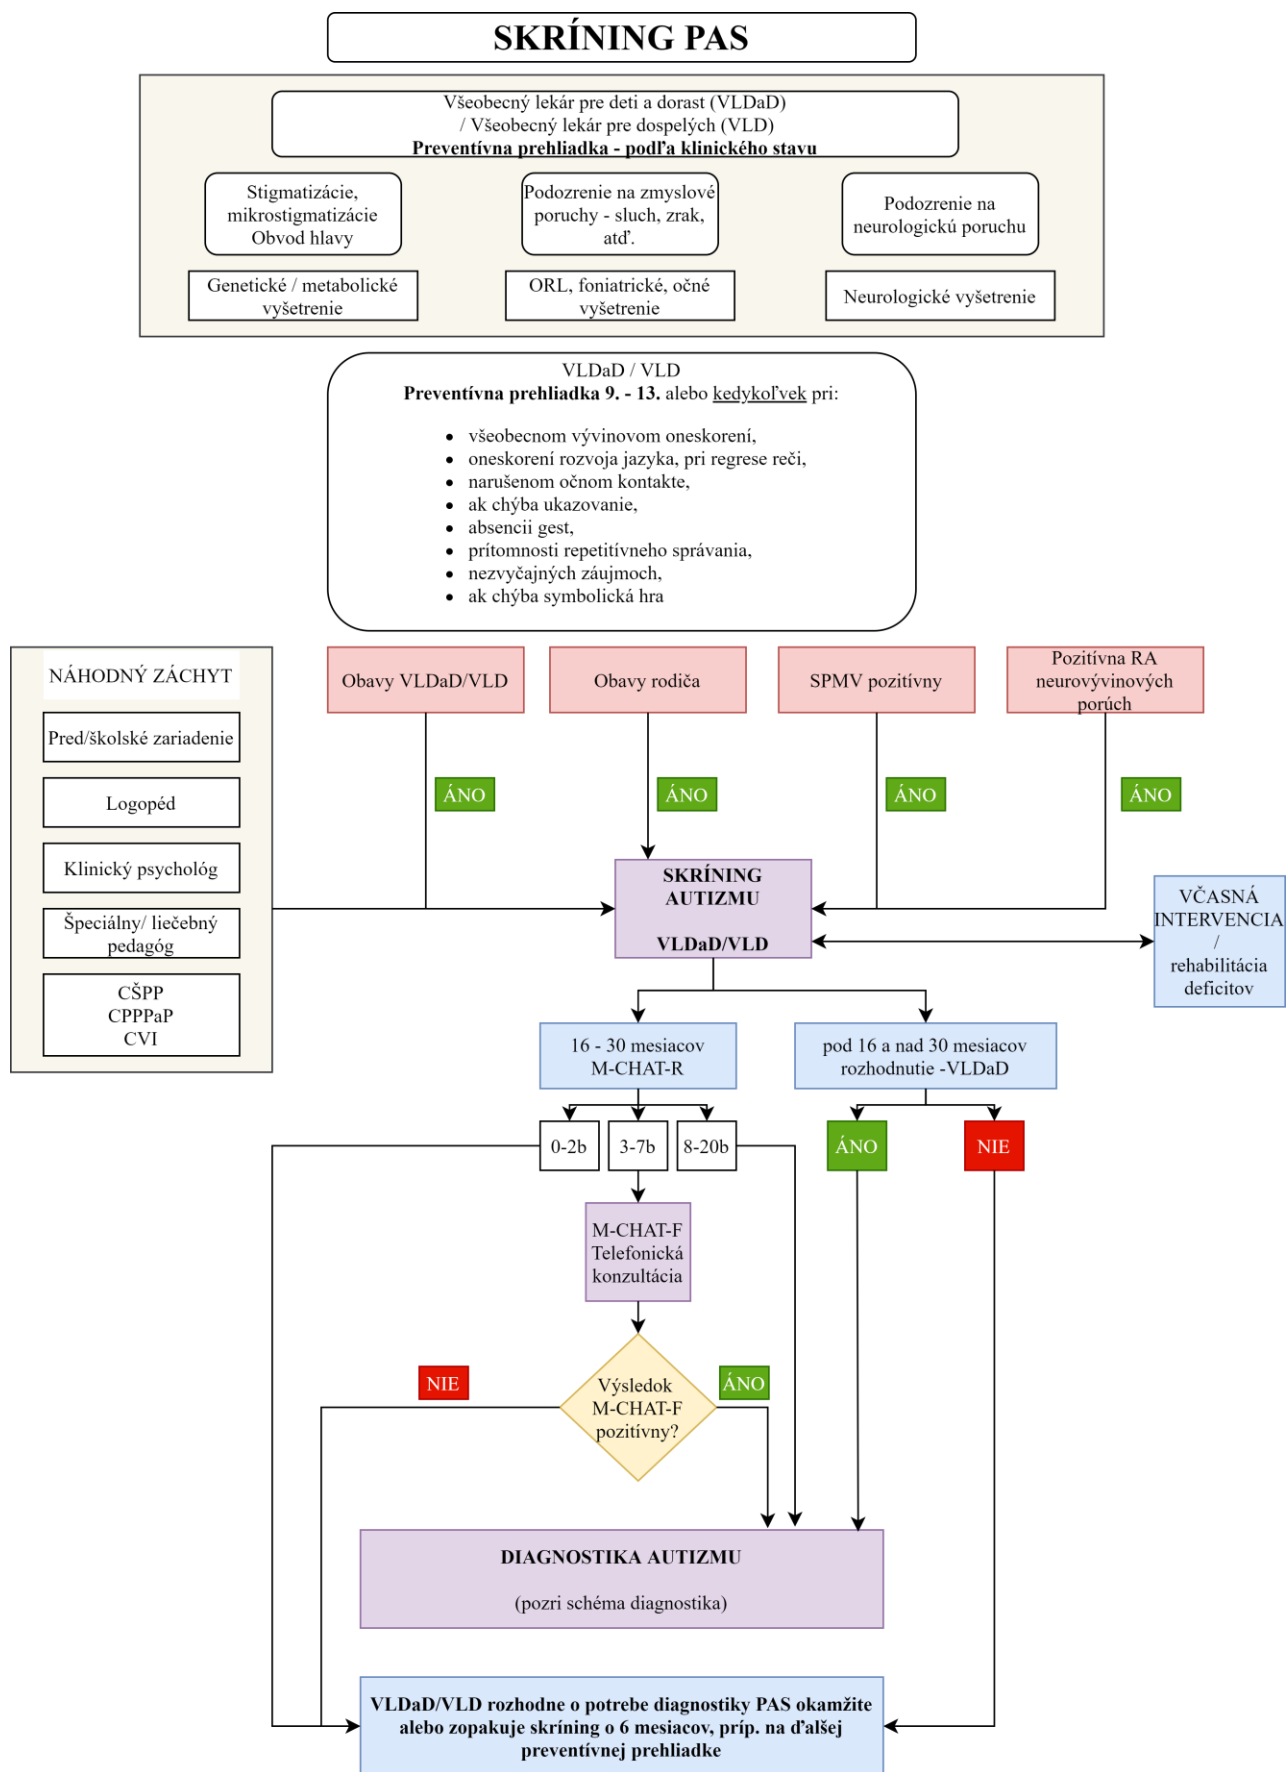 SKRÍNING PAS
Všeobecný lekár pre deti a dorast (VLDaD)
/ Všeobecný lekár pre dospelých (VLD)
Preventívna prehliadka - podľa klinického stavu
Stigmatizácie,
mikrostigmatizácie
Obvod hlavy
Podozrenie na zmyslové
poruchy - sluch, zrak,
atď.
Podozrenie na
neurologickú poruchu
Genetické / metabolické
vyšetrenie
ORL, foniatrické, očné
vyšetrenie
Neurologické vyšetrenie
VLDaD / VLD
Preventívna prehliadka 9. - 13. alebo kedykoľvek pri:
• všeobecnom vývinovom oneskorení,
• oneskorení rozvoja jazyka, pri regrese reči,
• narušenom očnom kontakte,
• ak chýba ukazovanie,
• absencii gest,
• prítomnosti repetitívneho správania,
• nezvyčajných záujmoch,
• ak chýba symbolická hra
NÁHODNÝ ZÁCHYT
Pred/školské zariadenie
Logopéd
Klinický psychológ
Špeciálny/ liečebný
pedagóg
CŠPP
CPPPaP
CVI
Obavy VLDaD/VLD
Obavy rodiča
SPMV pozitívny
Pozitívna RA
neurovývinových
porúch
ÁNO
ÁNO
ÁNO
ÁNO
SKRÍNING
AUTIZMU
VLDaD/VLD
VČASNÁ
INTERVENCIA
/
rehabilitácia
deficitov
16 - 30 mesiacov
M-CHAT-R
pod 16 a nad 30 mesiacov
rozhodnutie -VLDaD
0-2b
3-7b
8-20b
ÁNO
NIE
M-CHAT-F
Telefonická
konzultácia
NIE
ÁNO
Výsledok
M-CHAT-F
pozitívny?
DIAGNOSTIKA AUTIZMU
(pozri schéma diagnostika)
VLDaD/VLD rozhodne o potrebe diagnostiky PAS okamžite
alebo zopakuje skríning o 6 mesiacov, príp. na ďalšej
preventívnej prehliadke